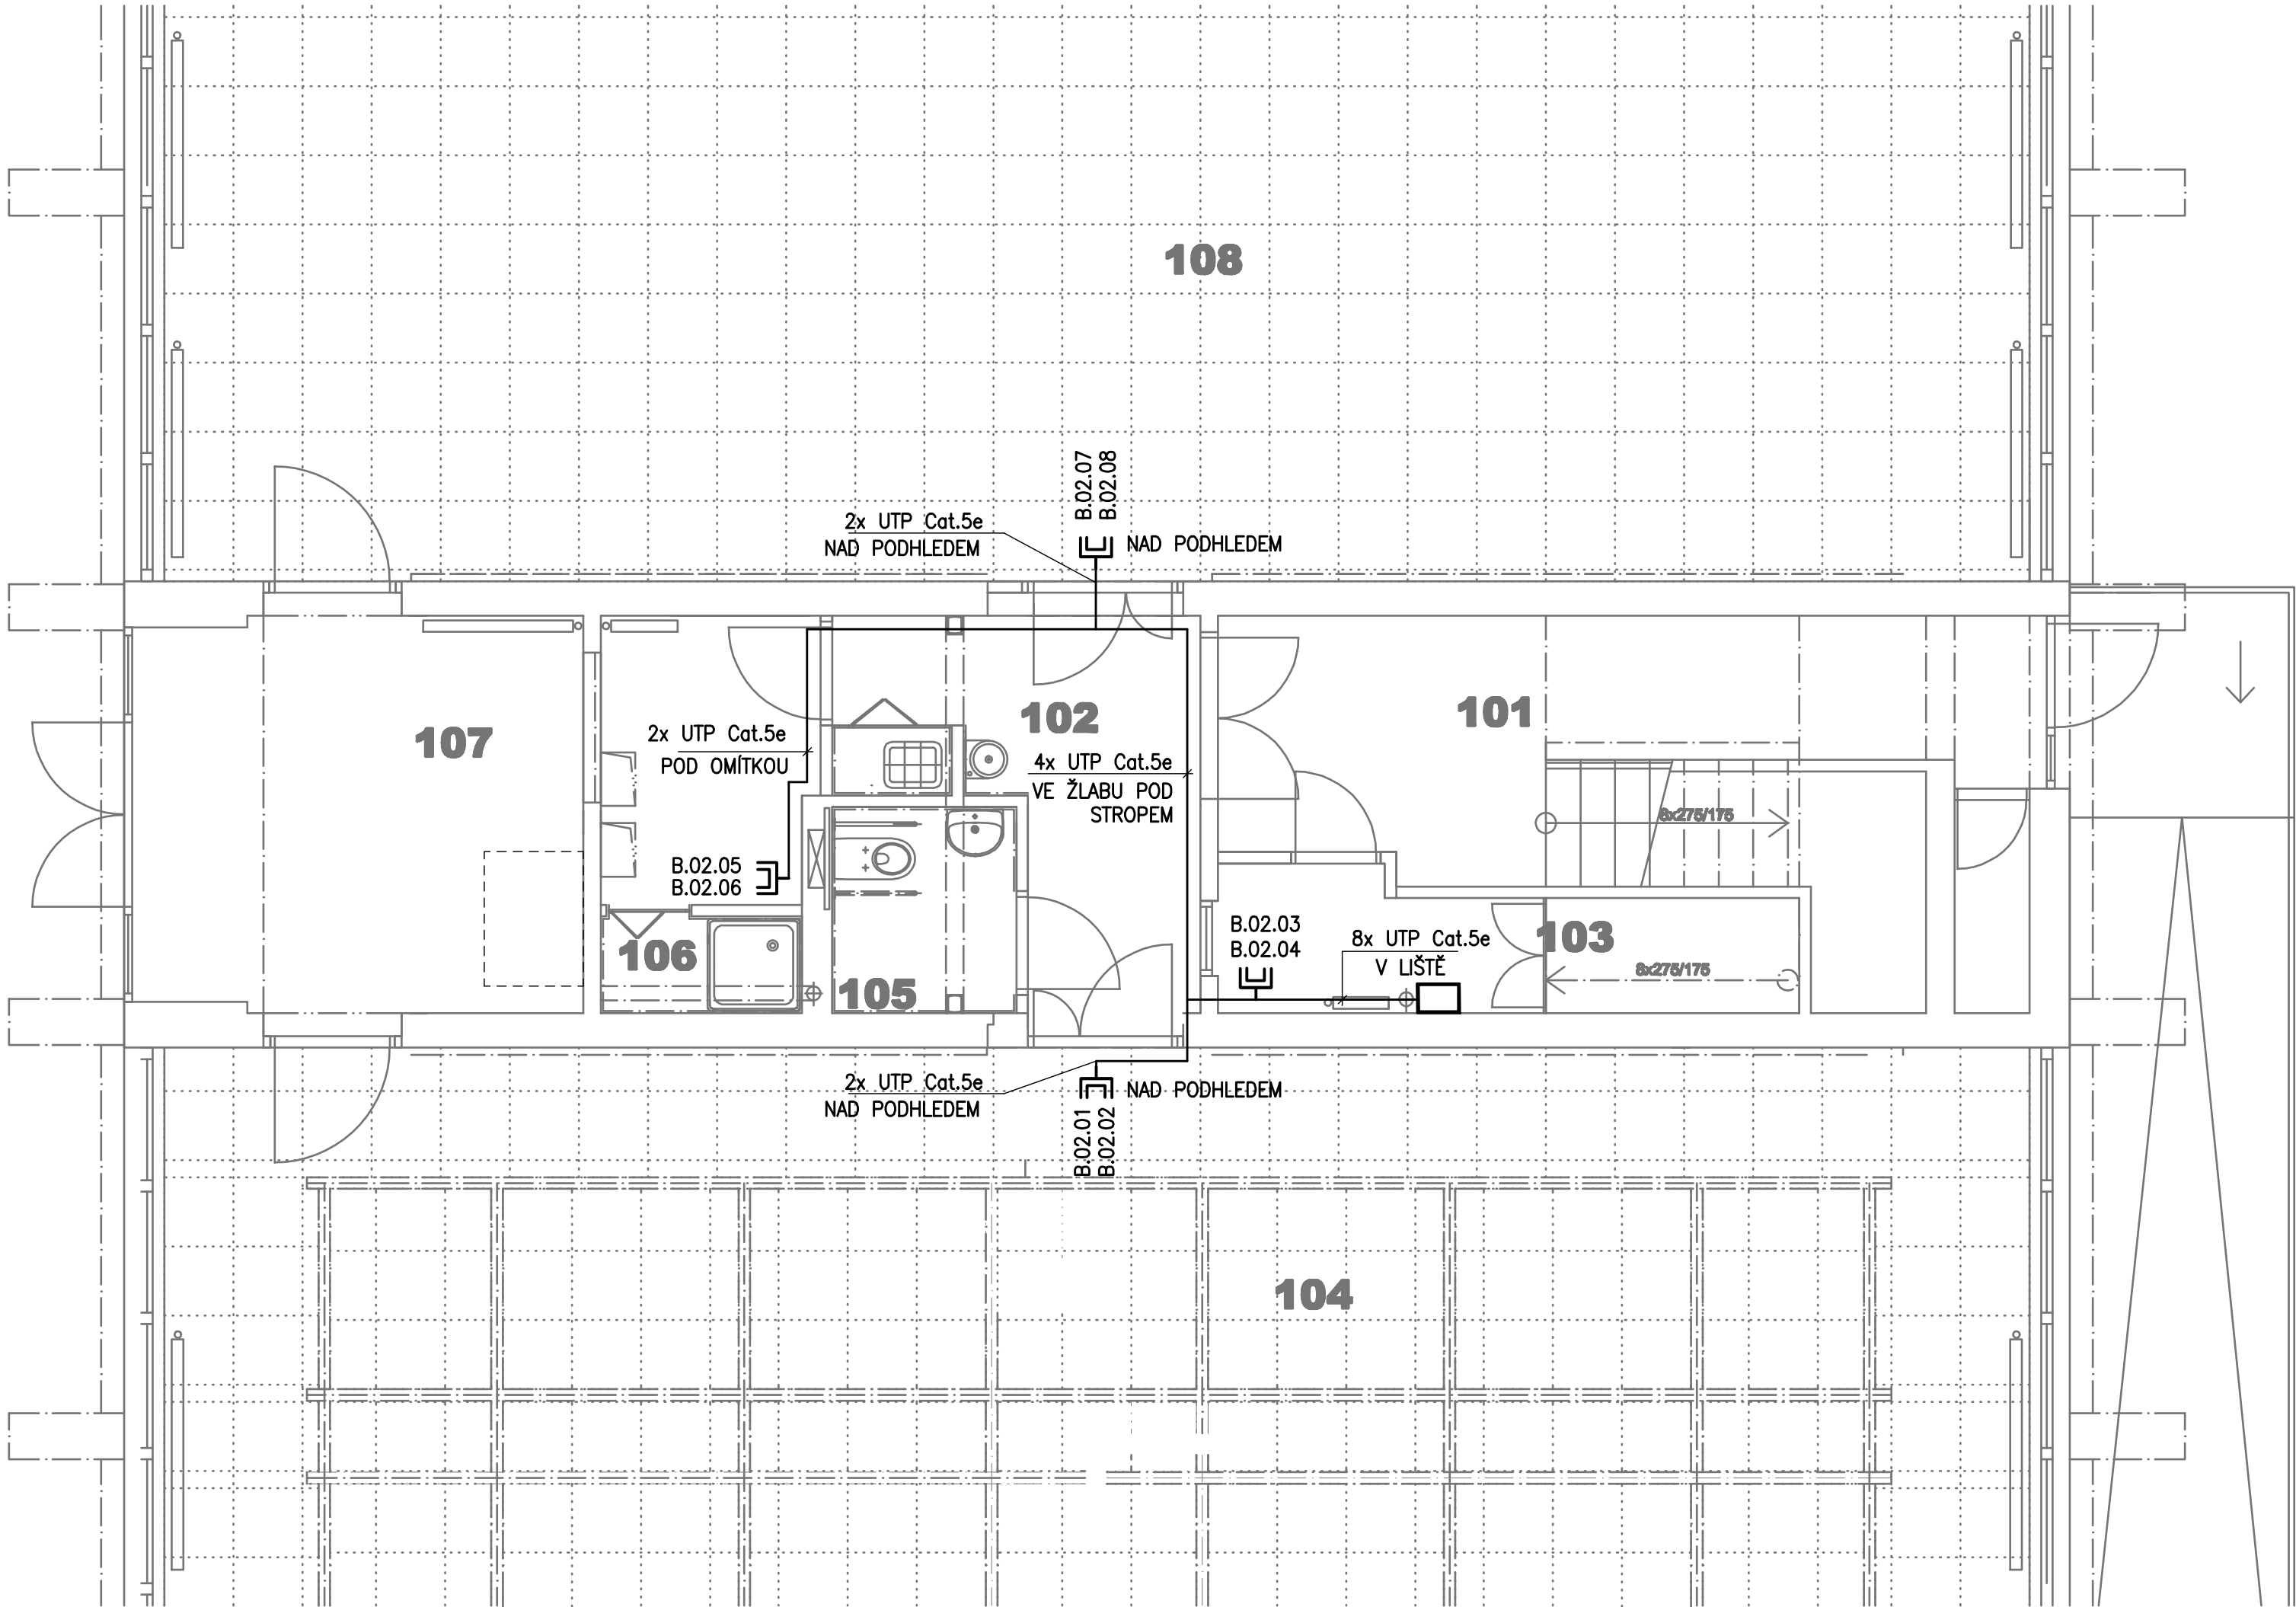 108
B.02.07
B.02.08
2x UTP Cat.5e
NAD PODHLEDEM
NAD PODHLEDEM
107
2x UTP Cat.5e
POD OMÍTKOU
102
4x UTP Cat.5e
VE ŽLABU POD
STROPEM
101
8x275/175
B.02.05
B.02.06
106
105
B.02.03
B.02.04
8x UTP Cat.5e
V LIŠTĚ
103
8x275/175
2x UTP Cat.5e
NAD PODHLEDEM
NAD PODHLEDEM
B.02.01
B.02.02
104